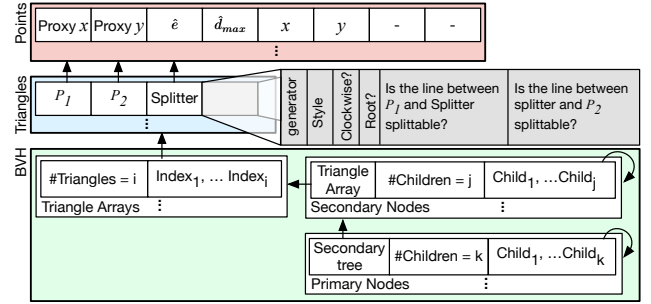 Points
Proxy x Proxy y ê d̂max x y - -
⋮
Triangles
P1 P2 Splitter
⋮
generator
Style
Clockwise?
Root?
Is the line between
P1 and Splitter
splittable?
Is the line between
splitter and P2
splittable?
BVH
#Triangles = i Index1, ... Indexi
Triangle Arrays ⋮
Triangle
Array
#Children = j Child1, ...Childj
Secondary Nodes ⋮
Secondary
tree
#Children = k Child1, ...Childk
Primary Nodes ⋮